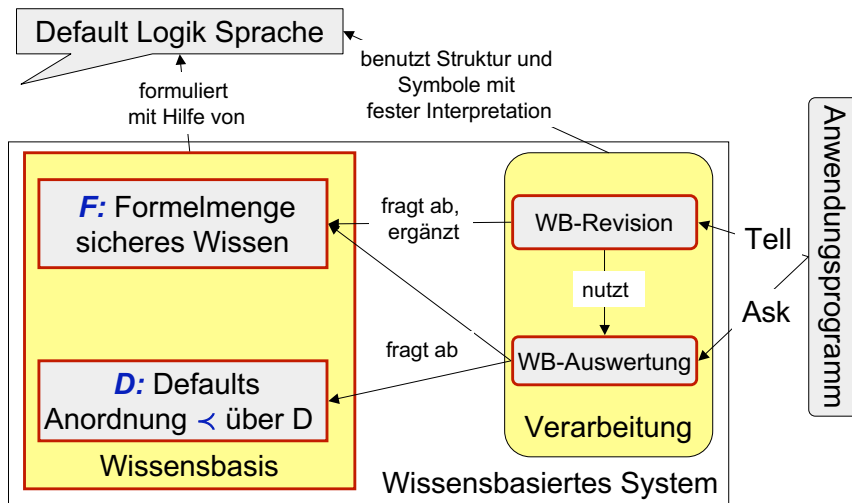 Default Logik Sprache
formuliert
mit Hilfe von
benutzt Struktur und
Symbole mit
fester Interpretation
Anwendungsprogramm
F: Formelmenge
sicheres Wissen
fragt ab,
ergänzt
WB-Revision
Tell
nutzt
Ask
fragt ab
WB-Auswertung
D: Defaults
Anordnung ≺ über D
Verarbeitung
Wissensbasis
Wissensbasiertes System